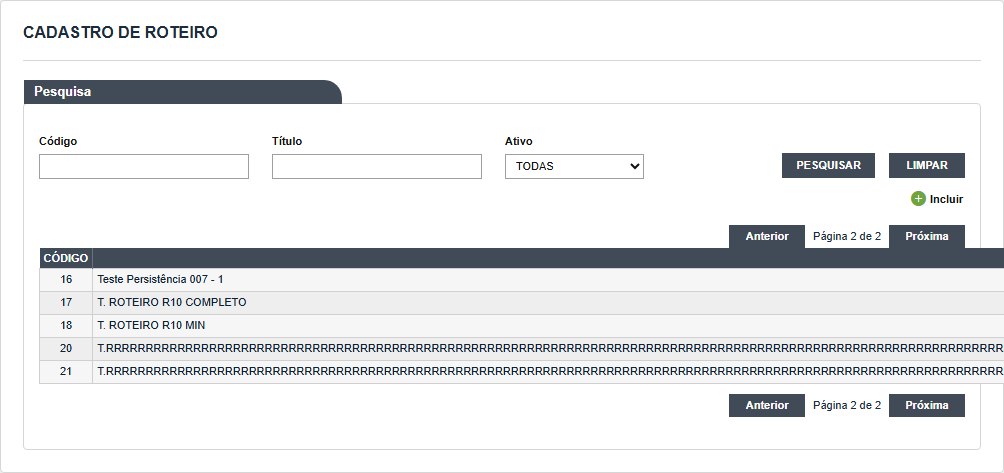 CADASTRO DE ROTEIRO
Pesquisa
Código Título Ativo
TODAS PESQUISAR LIMPAR
Incluir
Anterior Página 2 de 2 Próxima
CÓDIGO
16 Teste Persistência 007 - 1
17 T. ROTEIRO R10 COMPLETO
18 T. ROTEIRO R10 MIN
20
21
Anterior Página 2 de 2 Próxima